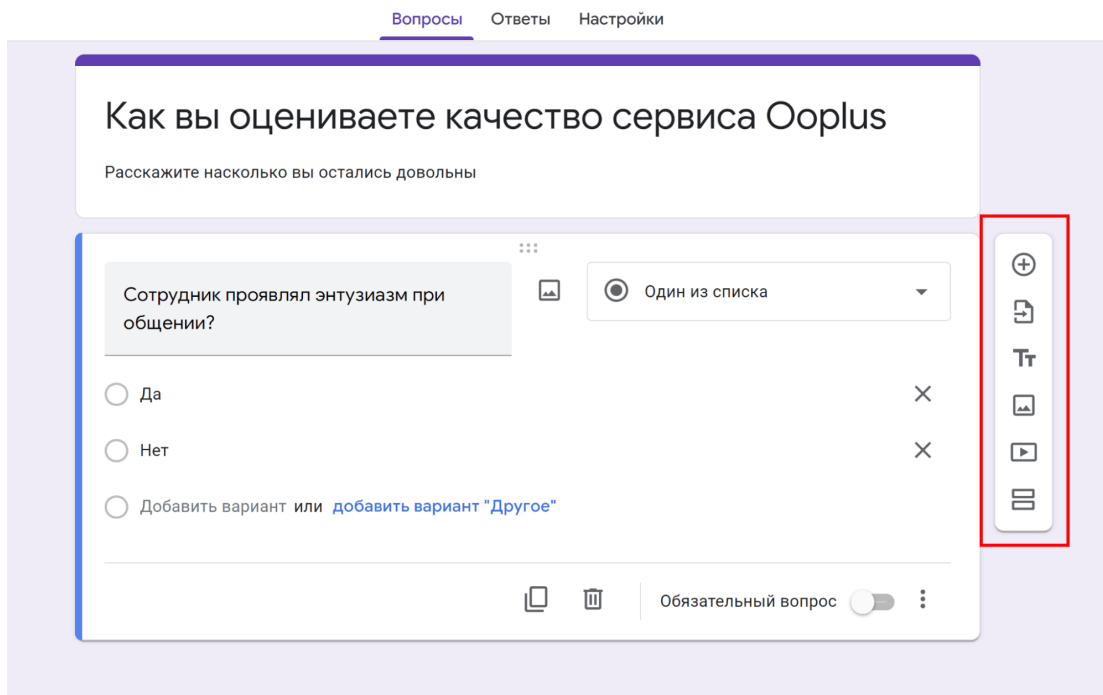 Вопросы Ответы Настройки
Как вы оцениваете качество сервиса Ooplus
Расскажите насколько вы остались довольны
Сотрудник проявлял энтузиазм при
общении?
Один из списка
Да
Нет
Добавить вариант или добавить вариант "Другое"
Обязательный вопрос
Тт